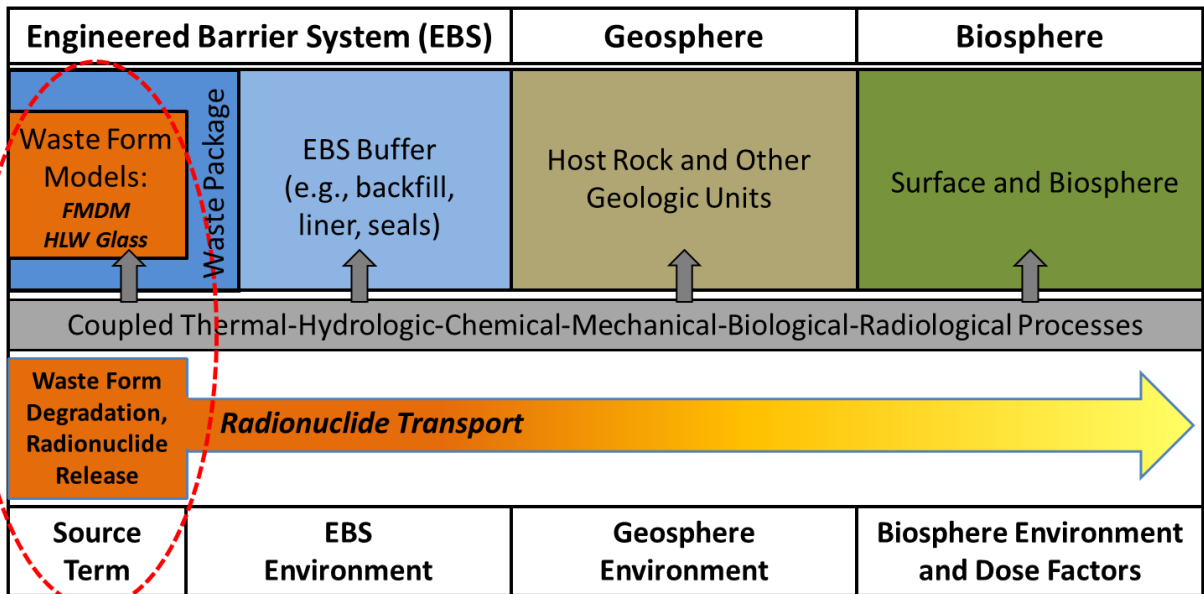 Engineered Barrier System (EBS)
Geosphere
Biosphere
Waste Form
Models:
FMDM
HLW Glass
Waste Package
EBS Buffer
(e.g., backfill,
liner, seals)
Host Rock and Other
Geologic Units
Surface and Biosphere
Coupled Thermal-Hydrologic-Chemical-Mechanical-Biological-Radiological Processes
Waste Form
Degradation,
Radionuclide
Release
Radionuclide Transport
Source
Term
EBS
Environment
Geosphere
Environment
Biosphere Environment
and Dose Factors